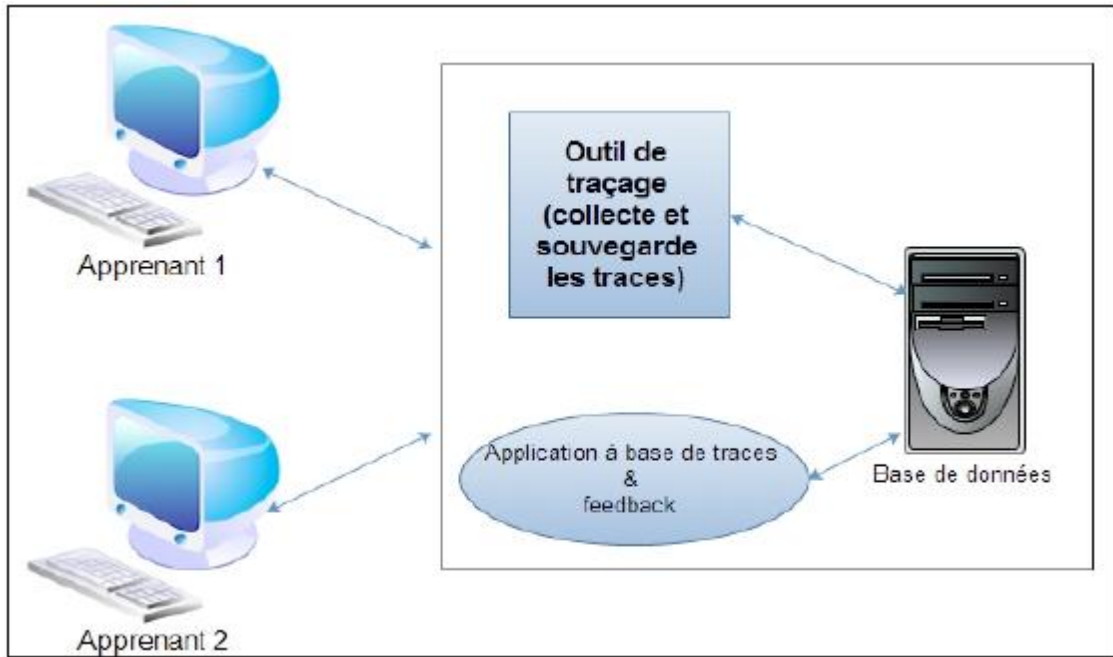 Apprenant 1
Outil de
traçage
(collecte et
souvegarde
les traces)
Application á base de traces
&
feedback
Base de données
Apprenant 2